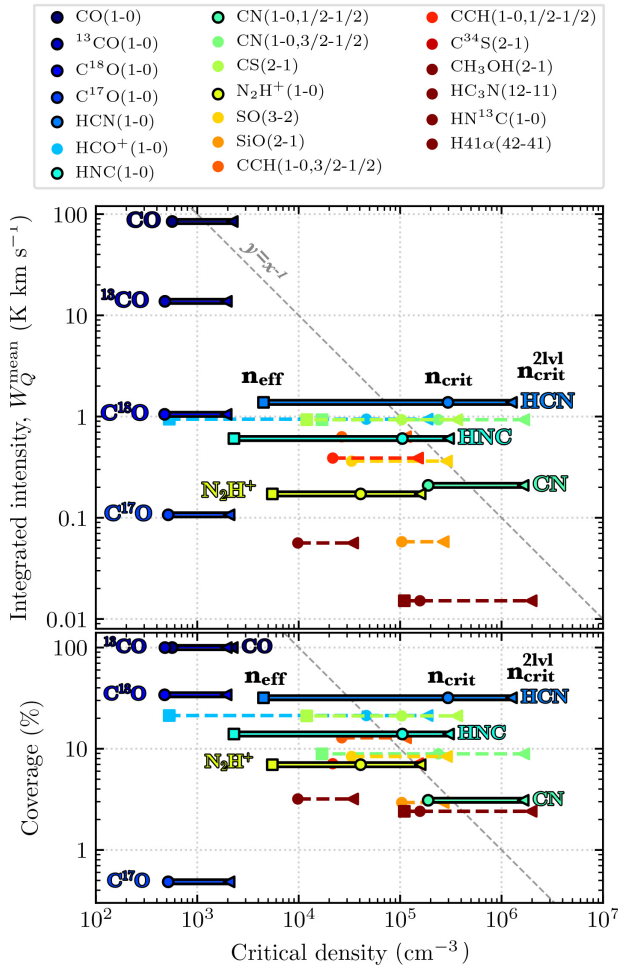 CO(1-0)
¹³CO(1-0)
C¹⁸O(1-0)
C¹⁷O(1-0)
HCN(1-0)
HCO⁺(1-0)
HNC(1-0)
CN(1-0,1/2-1/2)
CN(1-0,3/2-1/2)
CS(2-1)
N₂H⁺(1-0)
SO(3-2)
SiO(2-1)
CCH(1-0,3/2-1/2)
CCH(1-0,1/2-1/2)
C³⁴S(2-1)
CH₃OH(2-1)
HC₃N(12-11)
HN¹³C(1-0)
H41α(42-41)
Integrated intensity, W_Q^mean (K km s⁻¹)
100
10
1
0.1
0.01
CO
y=x⁻¹
¹³CO
n_eff
n_crit
n_crit^2lvl
HCN
C¹⁸O
HNC
N₂H⁺
CN
C¹⁷O
Coverage (%)
100
10
1
¹³CO
CO
n_eff
n_crit
n_crit^2lvl
C¹⁸O
HCN
HNC
N₂H⁺
CN
C¹⁷O
10² 10³ 10⁴ 10⁵ 10⁶ 10⁷
Critical density (cm⁻³)